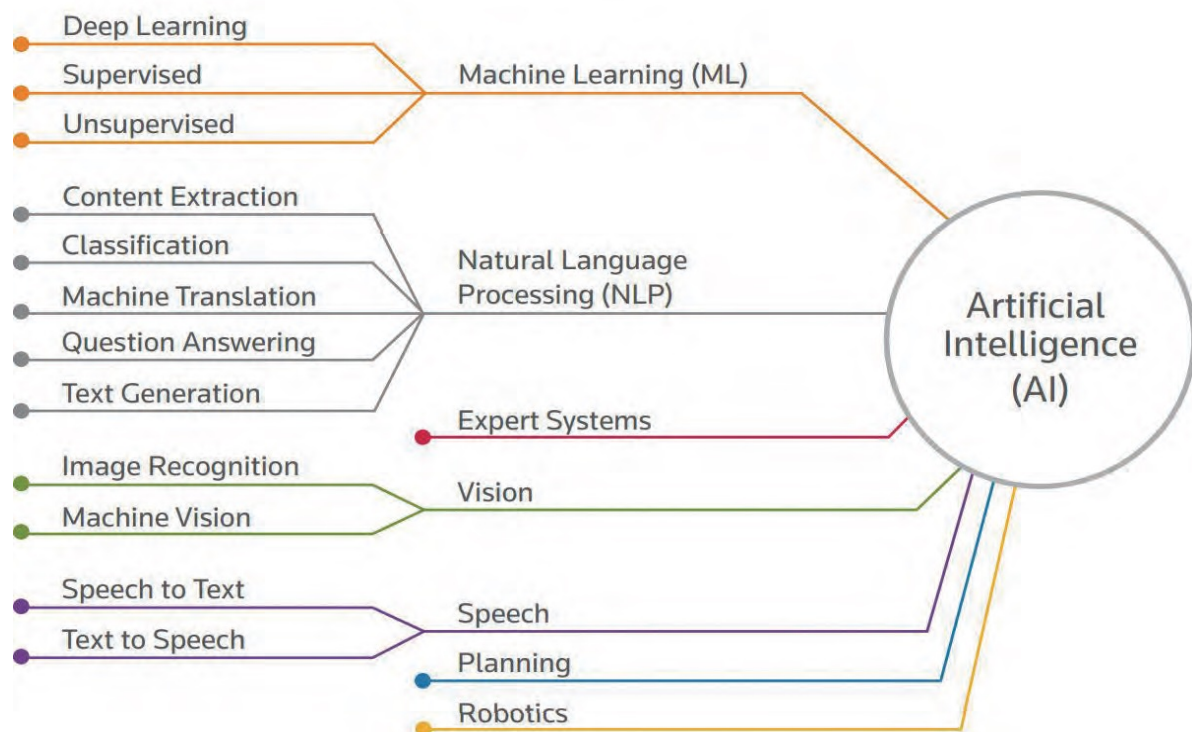 Deep Learning
Supervised
Unsupervised
Machine Learning (ML)
Content Extraction
Classification
Machine Translation
Question Answering
Text Generation
Natural Language
Processing (NLP)
Expert Systems
Image Recognition
Machine Vision
Vision
Speech to Text
Text to Speech
Speech
Planning
Robotics
Artificial
Intelligence
(AI)